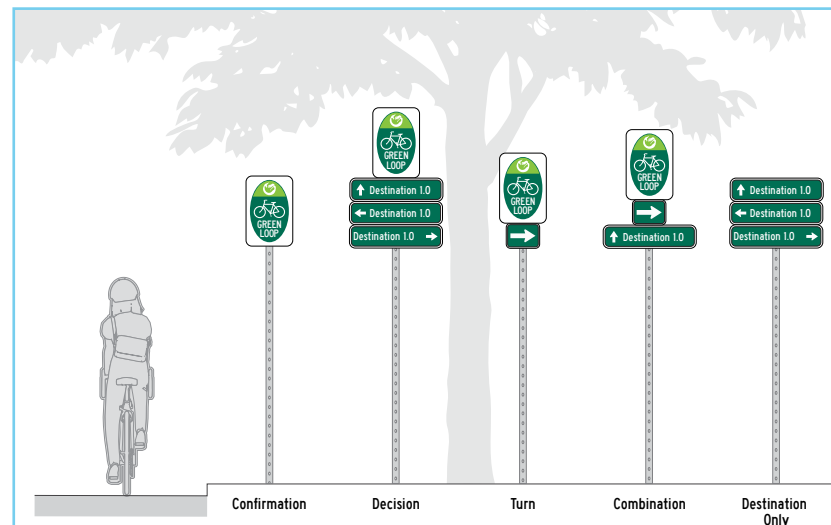 GREEN
LOOP
GREEN
LOOP
↑ Destination 1.0
← Destination 1.0
Destination 1.0 →
GREEN
LOOP
→
GREEN
LOOP
→
↑ Destination 1.0
↑ Destination 1.0
← Destination 1.0
Destination 1.0 →
Confirmation
Decision
Turn
Combination
Destination
Only